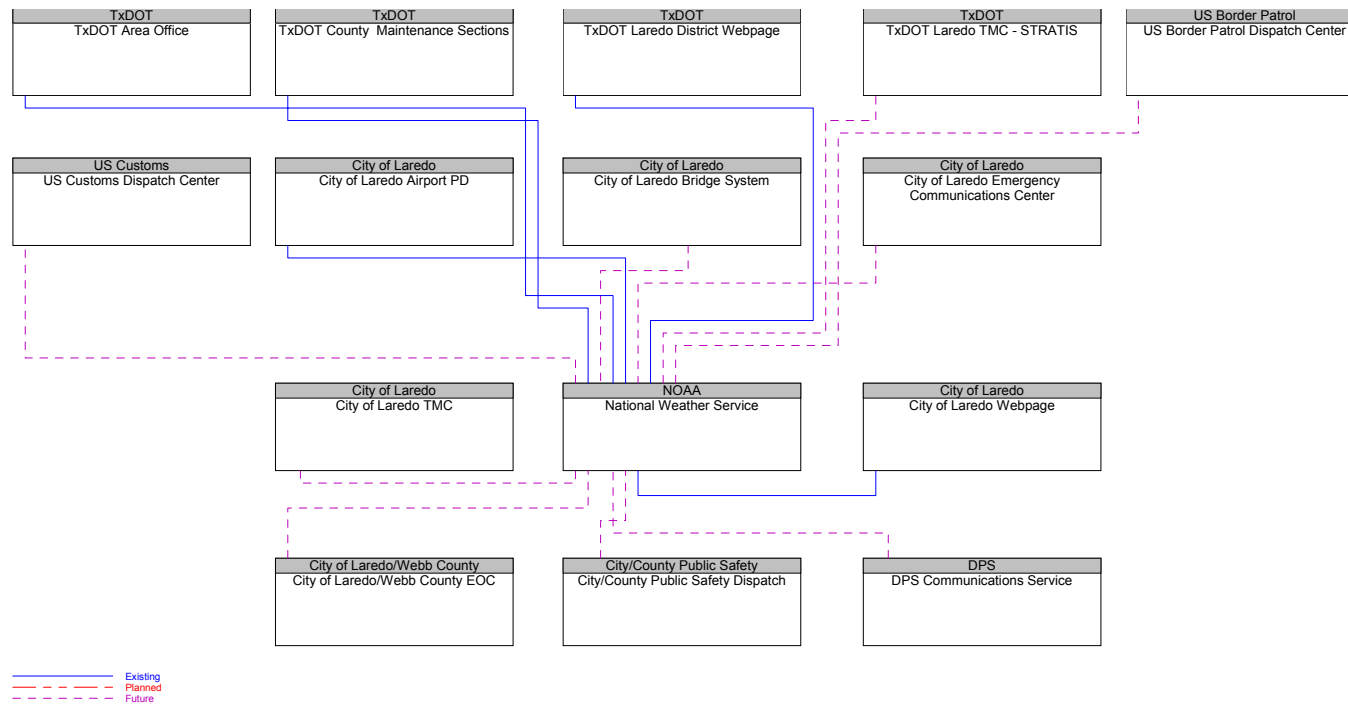 TxDOT
TxDOT Area Office
TxDOT
TxDOT County Maintenance Sections
TxDOT
TxDOT Laredo District Webpage
TxDOT
TxDOT Laredo TMC - STRATIS
US Border Patrol
US Border Patrol Dispatch Center
US Customs
US Customs Dispatch Center
City of Laredo
City of Laredo Airport PD
City of Laredo
City of Laredo Bridge System
City of Laredo
City of Laredo Emergency
Communications Center
City of Laredo
City of Laredo TMC
NOAA
National Weather Service
City of Laredo
City of Laredo Webpage
City of Laredo/Webb County
City of Laredo/Webb County EOC
City/County Public Safety
City/County Public Safety Dispatch
DPS
DPS Communications Service
Existing
Planned
Future